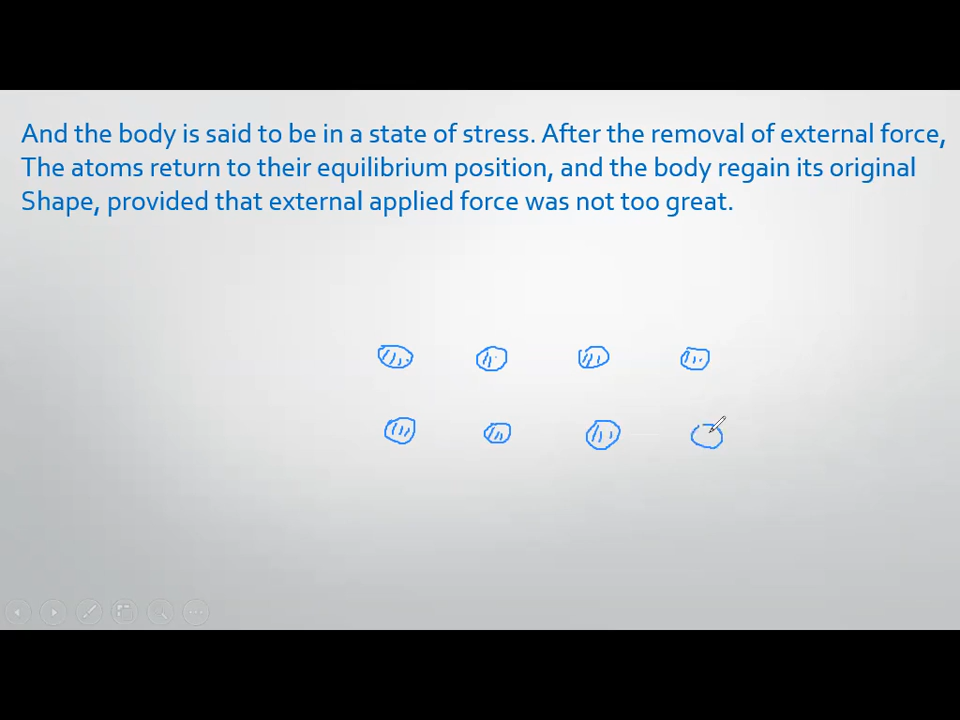 And the body is said to be in a state of stress. After the removal of external force,
The atoms return to their equilibrium position, and the body regain its original
Shape, provided that external applied force was not too great.